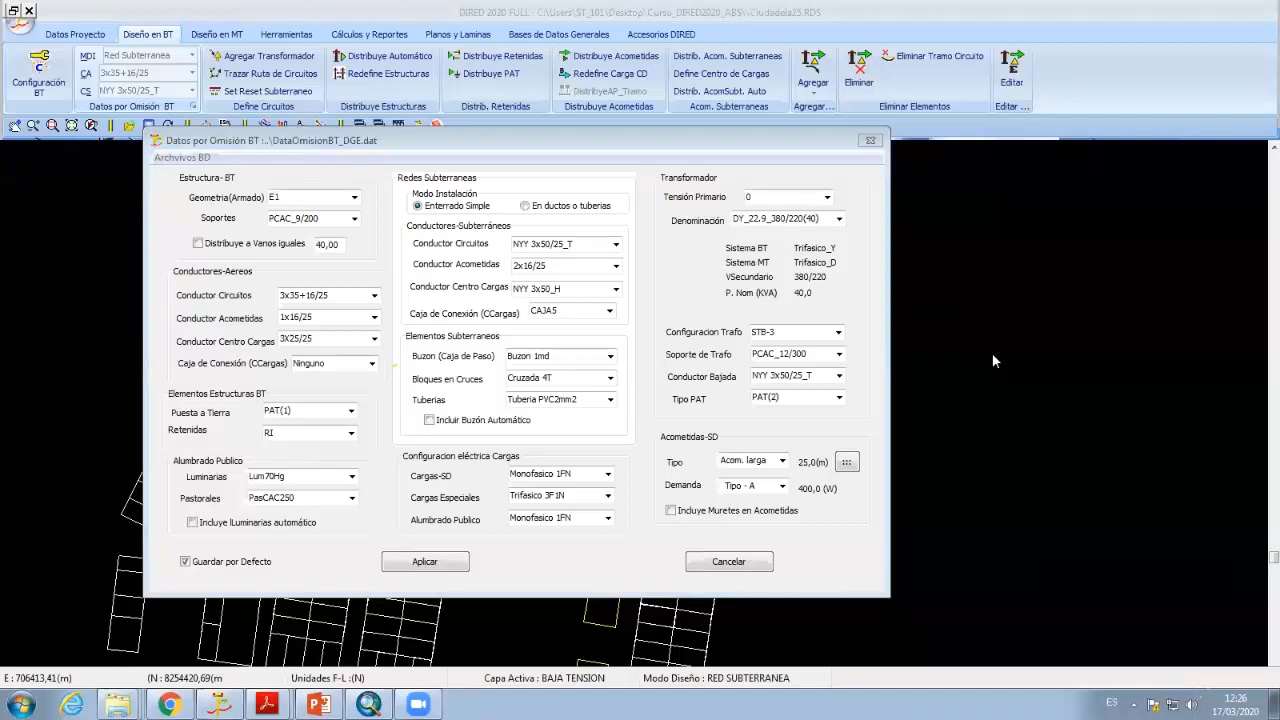 DIRED 2020 FULL : C:\Users\ST_101\Desktop\Curso_DIRED2020_ABS\\Ciudadela25.RDS
Datos Proyecto
Diseño en BT
Diseño en MT
Herramientas
Cálculos y Reportes
Planos y Laminas
Bases de Datos Generales
Accesorios DIRED
Configuración
BT
MDI
Red Subterranea
CA
3x35+16/25
CS
NYY 3x50/25_T
Datos por Omisión BT
Agregar Transformador
Trazar Ruta de Circuitos
Set Reset Subterraneo
Define Circuitos
Distribuye Automático
Redefine Estructuras
Distribuye Estructuras
Distribuye Retenidas
Distribuye PAT
Distrib. Retenidas
Distribuye Acometidas
Redefine Carga CD
DistribyeAP_Tramo
Distribuye Acometidas
Distrib. Acom. Subterraneas
Define Centro de Cargas
Distrib. AcomSubt. Auto
Acom. Subterraneas
Agregar
Agregar...
Eliminar
Eliminar Tramo Circuito
Eliminar Elementos
Editar
Editar ...
Datos por Omisión BT :..\DataOmisionBT_DGE.dat
Archvivos BD
Estructura- BT
Geometria(Armado)
E1
Soportes
PCAC_9/200
Distribuye a Vanos iguales
40,00
Conductores-Aereos
Conductor Circuitos
3x35+16/25
Conductor Acometidas
1x16/25
Conductor Centro Cargas
3X25/25
Caja de Conexión (CCargas)
Ninguno
Elementos Estructuras BT
Puesta a Tierra
PAT(1)
Retenidas
RI
Alumbrado Publico
Luminarias
Lum70Hg
Pastorales
PasCAC250
Incluye lLuminarias automático
Guardar por Defecto
Redes Subterraneas
Modo Instalación
Enterrado Simple
En ductos o tuberias
Conductores-Subterráneos
Conductor Circuitos
NYY 3x50/25_T
Conductor Acometidas
2x16/25
Conductor Centro Cargas
NYY 3x50_H
Caja de Conexión (CCargas)
CAJA5
Elementos Subterraneos
Buzon (Caja de Paso)
Buzon 1md
Bloques en Cruces
Cruzada 4T
Tuberias
Tuberia PVC2mm2
Incluir Buzón Automático
Configuracion eléctrica Cargas
Cargas-SD
Monofasico 1FN
Cargas Especiales
Trifasico 3F1N
Alumbrado Publico
Monofasico 1FN
Aplicar
Transformador
Tensión Primario
0
Denominación
DY_22.9_380/220(40)
Sistema BT
Trifasico_Y
Sistema MT
Trifasico_D
VSecundario
380/220
P. Nom (KVA)
40,0
Configuracion Trafo
STB-3
Soporte de Trafo
PCAC_12/300
Conductor Bajada
NYY 3x50/25_T
Tipo PAT
PAT(2)
Acometidas-SD
Tipo
Acom. larga
25,0(m)
Demanda
Tipo - A
400,0 (W)
Incluye Muretes en Acometidas
Cancelar
E : 706413,41(m)
(N : 8254420,69(m
Unidades F-L :(N)
Capa Activa : BAJA TENSION
Modo Diseño : RED SUBTERRANEA
ES
12:26
17/03/2020